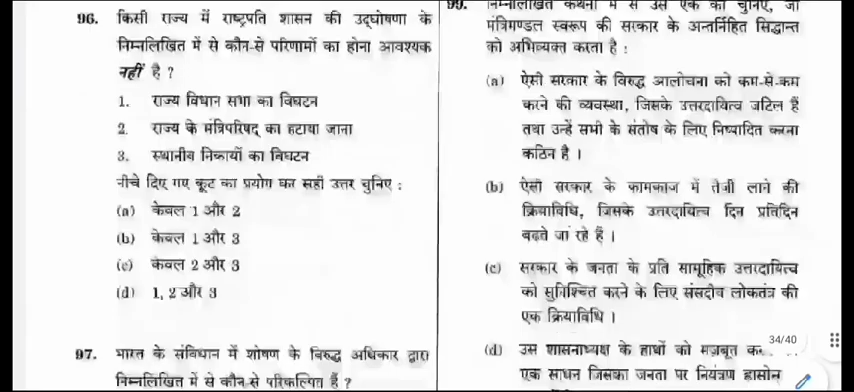 96. किसी राज्य में राष्ट्रपति शासन की उद्घोषणा के
निम्नलिखित में से कौन-से परिणामों का होना आवश्यक
नहीं है ?
1. राज्य विधान सभा का विघटन
2. राज्य के मंत्रिपरिषद् का हटाया जाना
3. स्थानीय निकायों का विघटन
नीचे दिए गए कूट का प्रयोग कर सही उत्तर चुनिए :
(a) केवल 1 और 2
(b) केवल 1 और 3
(c) केवल 2 और 3
(d) 1, 2 और 3
97. भारत के संविधान में शोषण के विरुद्ध अधिकार द्वारा
निम्नलिखित में से कौन-से परिकल्पित हैं ?
99. निम्नलिखित कथनों में से उस एक को चुनिए, जो
मंत्रिमण्डल स्वरूप की सरकार के अन्तर्निहित सिद्धान्त
को अभिव्यक्त करता है :
(a) ऐसी सरकार के विरुद्ध आलोचना को कम-से-कम
करने की व्यवस्था, जिसके उत्तरदायित्व जटिल हैं
तथा उन्हें सभी के संतोष के लिए निष्पादित करना
कठिन है ।
(b) ऐसी सरकार के कामकाज में तेज़ी लाने की
क्रियाविधि, जिसके उत्तरदायित्व दिन प्रतिदिन
बढ़ते जा रहे हैं ।
(c) सरकार के जनता के प्रति सामूहिक उत्तरदायित्व
को सुनिश्चित करने के लिए संसदीय लोकतंत्र की
एक क्रियाविधि ।
34/40
(d) उस शासनाध्यक्ष के हाथों को मज़बूत
एक साधन जिसका जनता पर नियंत्रण ह्रासोन